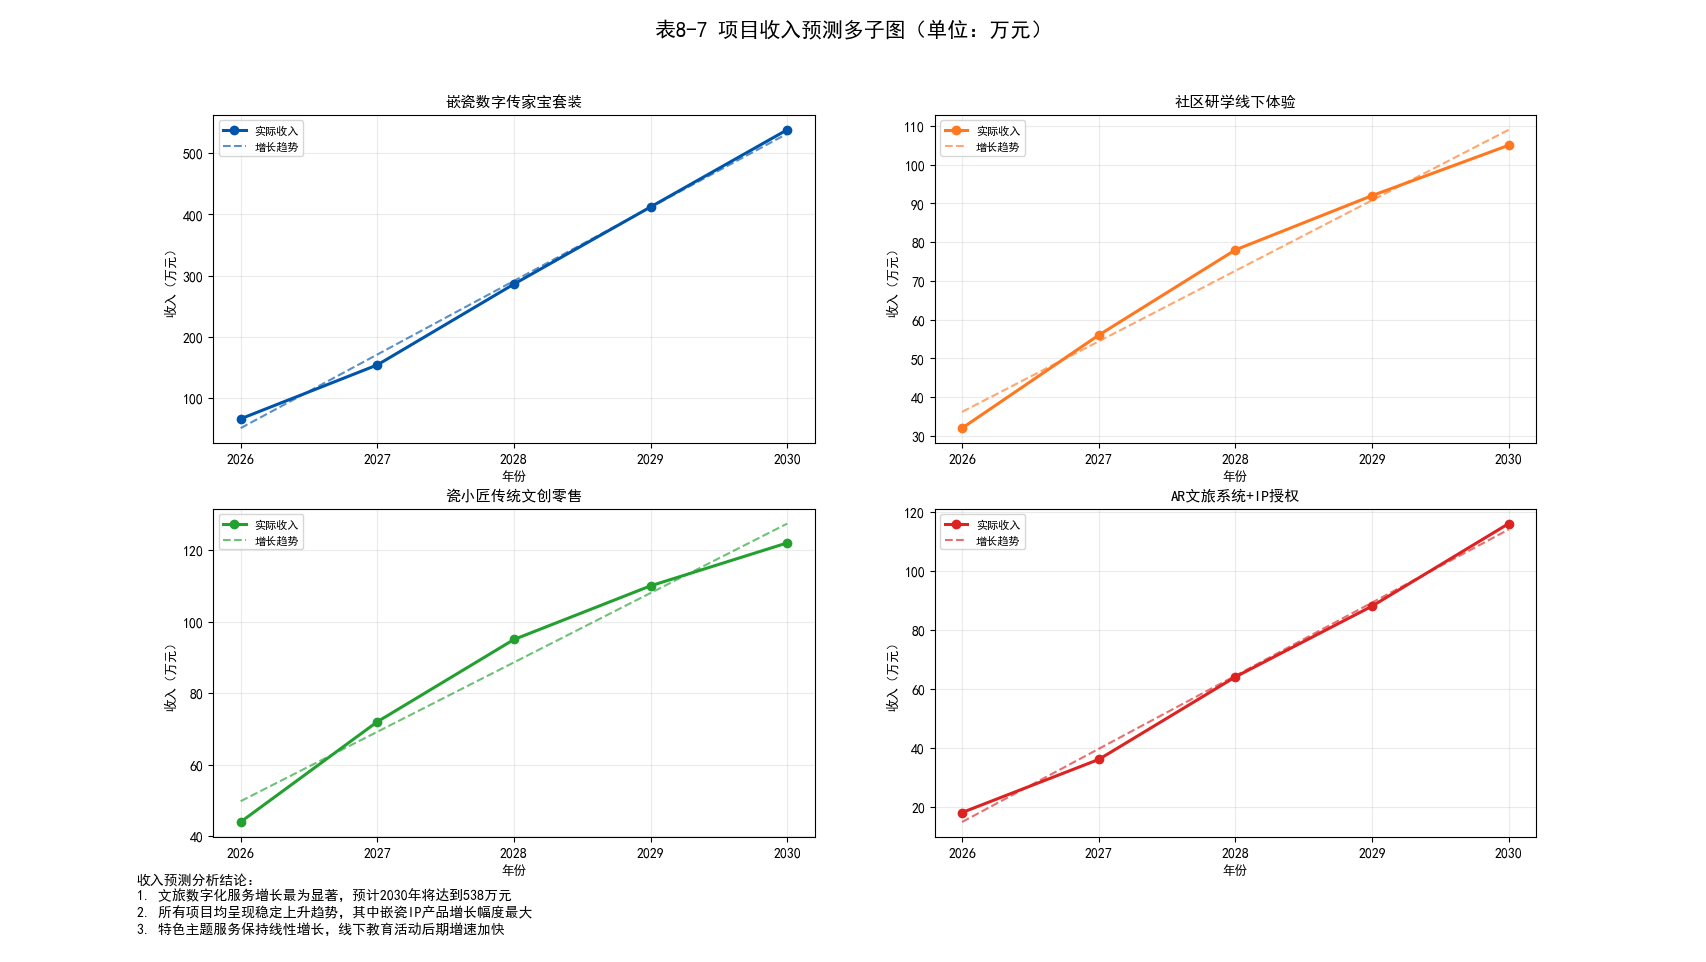 表8-7 项目收入预测多子图（单位：万元）
嵌瓷数字传家宝套装
实际收入
增长趋势
500
400
300
200
100
收入（万元）
2026 2027 2028 2029 2030
年份
社区研学线下体验
实际收入
增长趋势
110
100
90
80
70
60
50
40
30
收入（万元）
2026 2027 2028 2029 2030
年份
瓷小匠传统文创零售
实际收入
增长趋势
120
100
80
60
40
收入（万元）
2026 2027 2028 2029 2030
年份
AR文旅系统+IP授权
实际收入
增长趋势
120
100
80
60
40
20
收入（万元）
2026 2027 2028 2029 2030
年份
收入预测分析结论：
1. 文旅数字化服务增长最为显著，预计2030年将达到538万元
2. 所有项目均呈现稳定上升趋势，其中嵌瓷IP产品增长幅度最大
3. 特色主题服务保持线性增长，线下教育活动后期增速加快